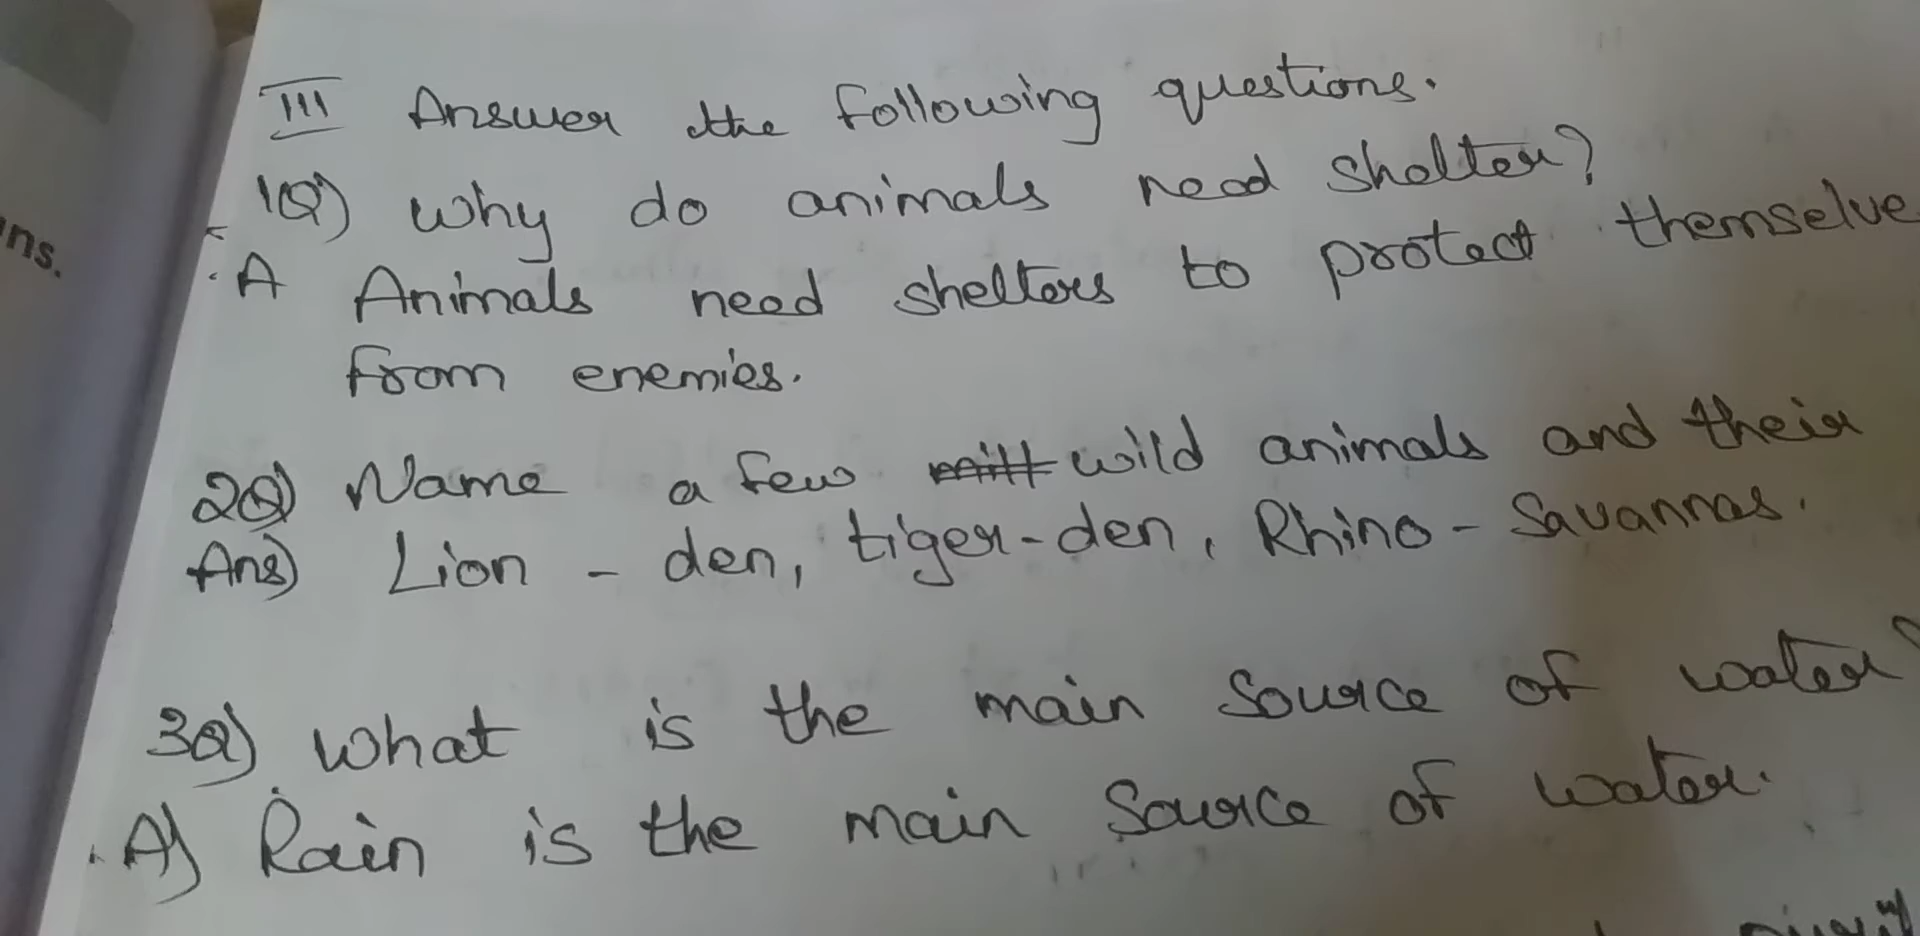 III Answer the following questions.
1Q) Why do animals need shelter?
A Animals need shelters to protect themselve
from enemies.
2Q) Name a few wild animals and their
Ans) Lion - den, tiger-den, Rhino - Savannas.
3Q) What is the main source of water?
A) Rain is the main source of water.
ns.